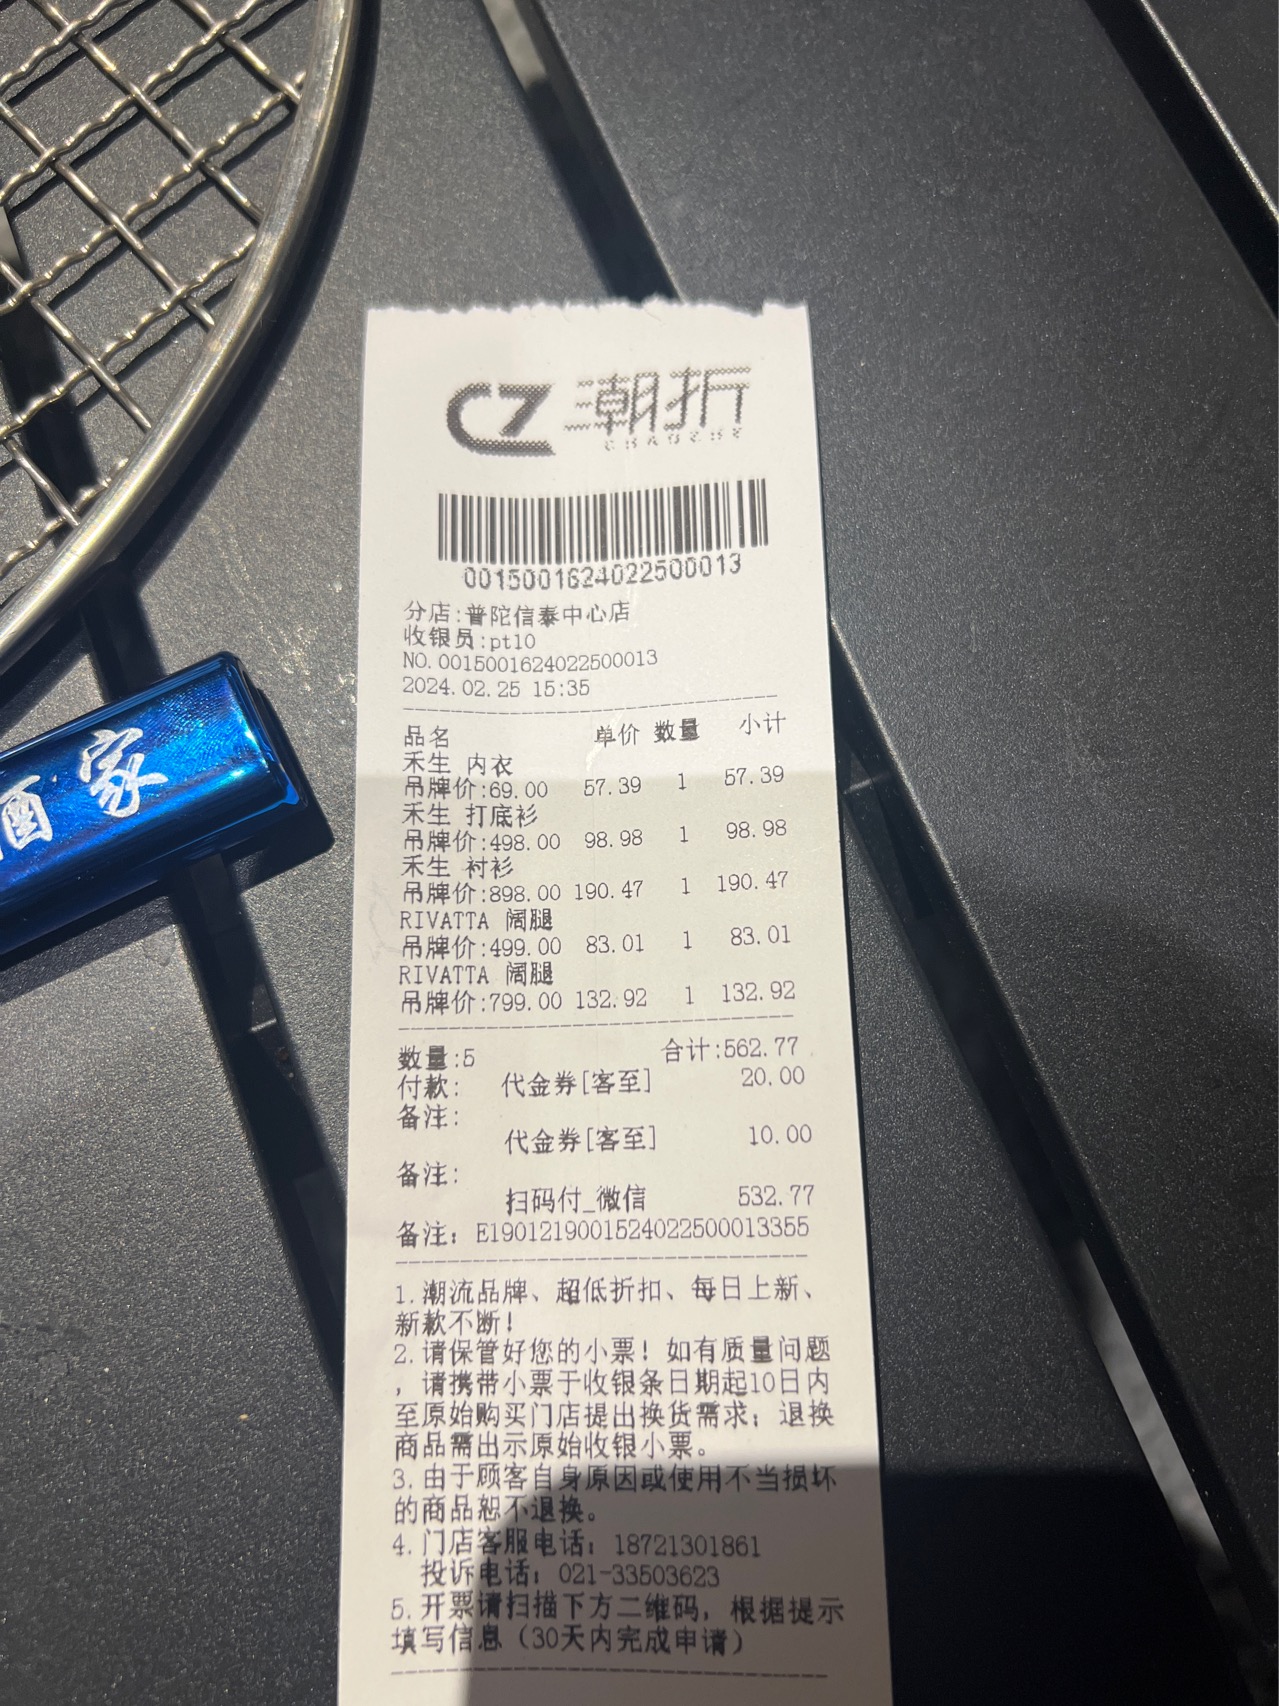 CZ 潮折
CHAOZHE
0015001624022500013
分店:普陀信泰中心店
收银员:pt10
NO.0015001624022500013
2024.02.25 15:35
品名 单价 数量 小计
禾生 内衣
吊牌价:69.00 57.39 1 57.39
禾生 打底衫
吊牌价:498.00 98.98 1 98.98
禾生 衬衫
吊牌价:898.00 190.47 1 190.47
RIVATTA 阔腿
吊牌价:499.00 83.01 1 83.01
RIVATTA 阔腿
吊牌价:799.00 132.92 1 132.92
数量:5 合计:562.77
付款: 代金券[客至] 20.00
备注:
代金券[客至] 10.00
备注:
扫码付_微信 532.77
备注: E1901219001524022500013355
1.潮流品牌、超低折扣、每日上新、
新款不断!
2.请保管好您的小票!如有质量问题
,请携带小票于收银条日期起10日内
至原始购买门店提出换货需求;退换
商品需出示原始收银小票。
3.由于顾客自身原因或使用不当损坏
的商品恕不退换。
4.门店客服电话:18721301861
投诉电话:021-33503623
5.开票请扫描下方二维码,根据提示
填写信息(30天内完成申请)
酒家